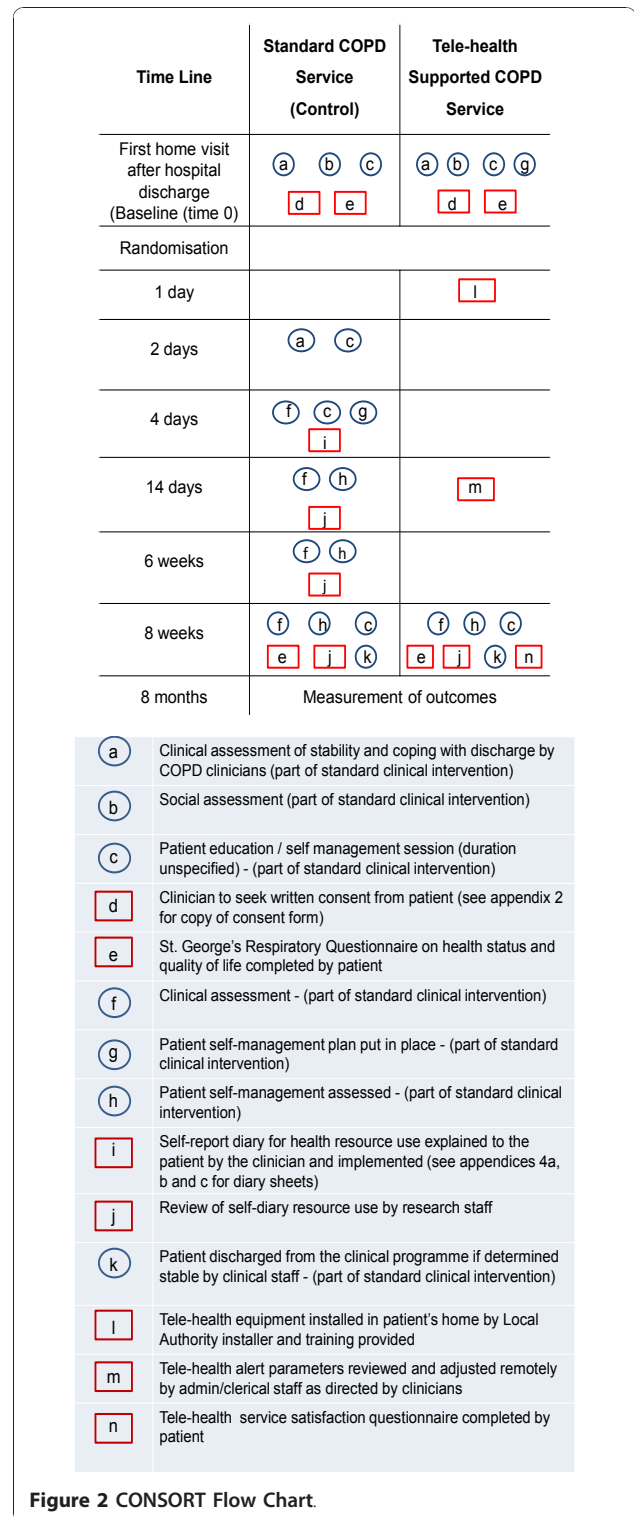 Time Line
Standard COPD
Service
(Control)
Tele-health
Supported COPD
Service
First home visit
after hospital
discharge
(Baseline (time 0)
a b c
d e
a b c g
d e
Randomisation
1 day
l
2 days
a c
4 days
f c g
i
14 days
f h
j
m
6 weeks
f h
j
8 weeks
f h c
e j k
f h c
e j k n
8 months
Measurement of outcomes
a
Clinical assessment of stability and coping with discharge by
COPD clinicians (part of standard clinical intervention)
b
Social assessment (part of standard clinical intervention)
c
Patient education / self management session (duration
unspecified) - (part of standard clinical intervention)
d
Clinician to seek written consent from patient (see appendix 2
for copy of consent form)
e
St. George's Respiratory Questionnaire on health status and
quality of life completed by patient
f
Clinical assessment - (part of standard clinical intervention)
g
Patient self-management plan put in place - (part of standard
clinical intervention)
h
Patient self-management assessed - (part of standard clinical
intervention)
i
Self-report diary for health resource use explained to the
patient by the clinician and implemented (see appendices 4a,
b and c for diary sheets)
j
Review of self-diary resource use by research staff
k
Patient discharged from the clinical programme if determined
stable by clinical staff - (part of standard clinical intervention)
l
Tele-health equipment installed in patient's home by Local
Authority installer and training provided
m
Tele-health alert parameters reviewed and adjusted remotely
by admin/clerical staff as directed by clinicians
n
Tele-health service satisfaction questionnaire completed by
patient
Figure 2 CONSORT Flow Chart.